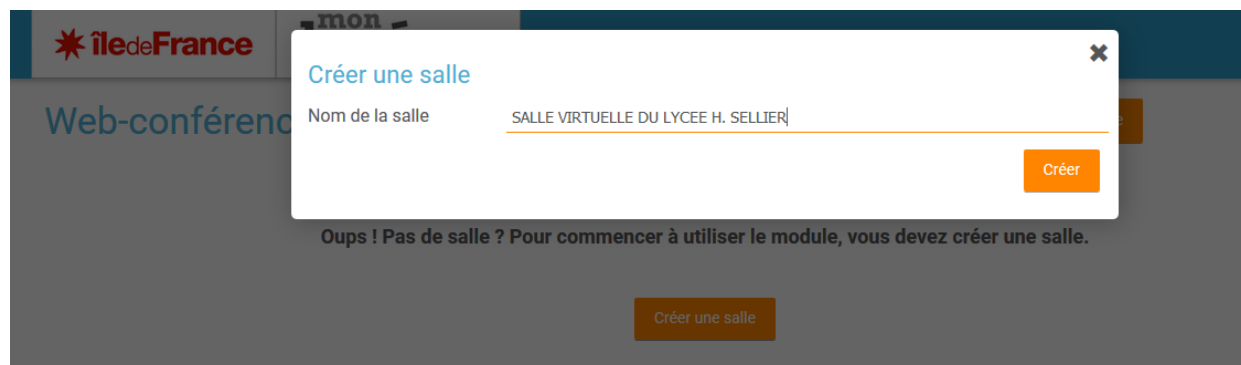 îledeFrance
mon
Créer une salle
Web-conférenc
Nom de la salle
SALLE VIRTUELLE DU LYCEE H. SELLIER
Créer
Oups ! Pas de salle ? Pour commencer à utiliser le module, vous devez créer une salle.
Créer une salle